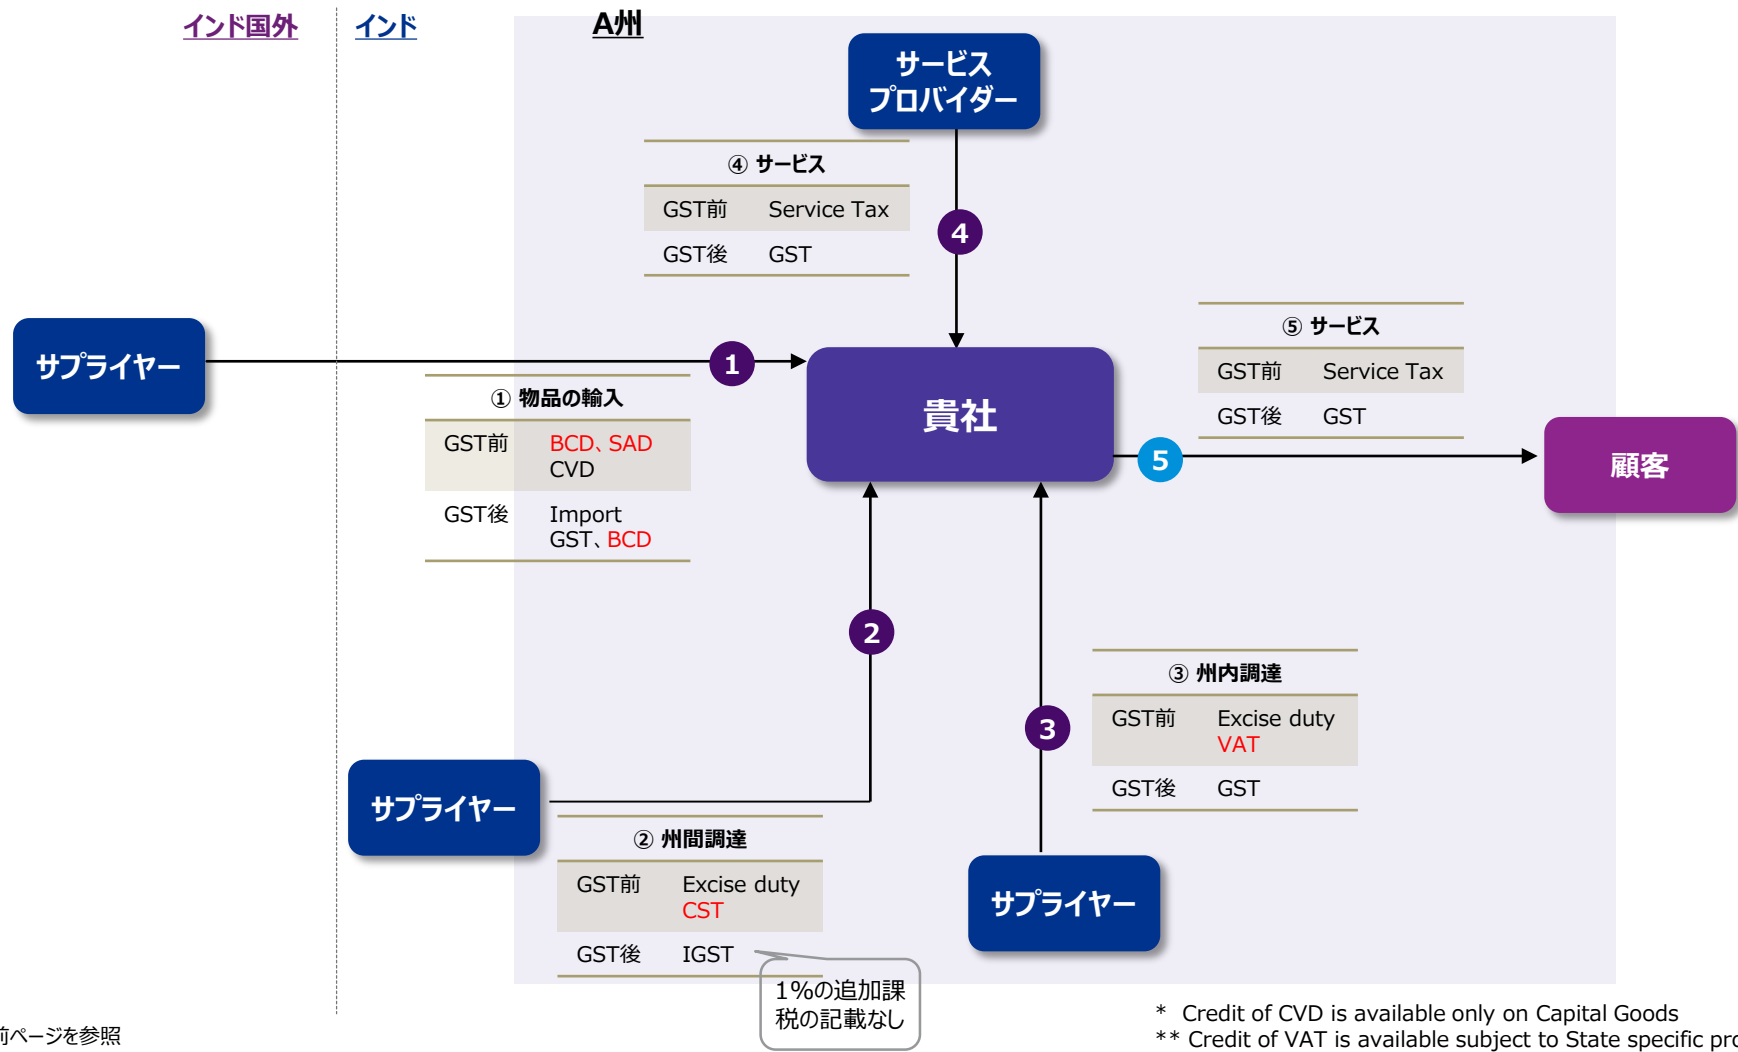 インド国外
インド
A州
サービス
プロバイダー
④ サービス
GST前 Service Tax
GST後 GST
4
サプライヤー
1
① 物品の輸入
GST前 BCD、SAD
CVD
GST後 Import
GST、BCD
貴社
⑤ サービス
GST前 Service Tax
GST後 GST
5
顧客
2
サプライヤー
② 州間調達
GST前 Excise duty
CST
GST後 IGST
1%の追加課
税の記載なし
3
③ 州内調達
GST前 Excise duty
VAT
GST後 GST
サプライヤー
前ページを参照
* Credit of CVD is available only on Capital Goods
** Credit of VAT is available subject to State specific